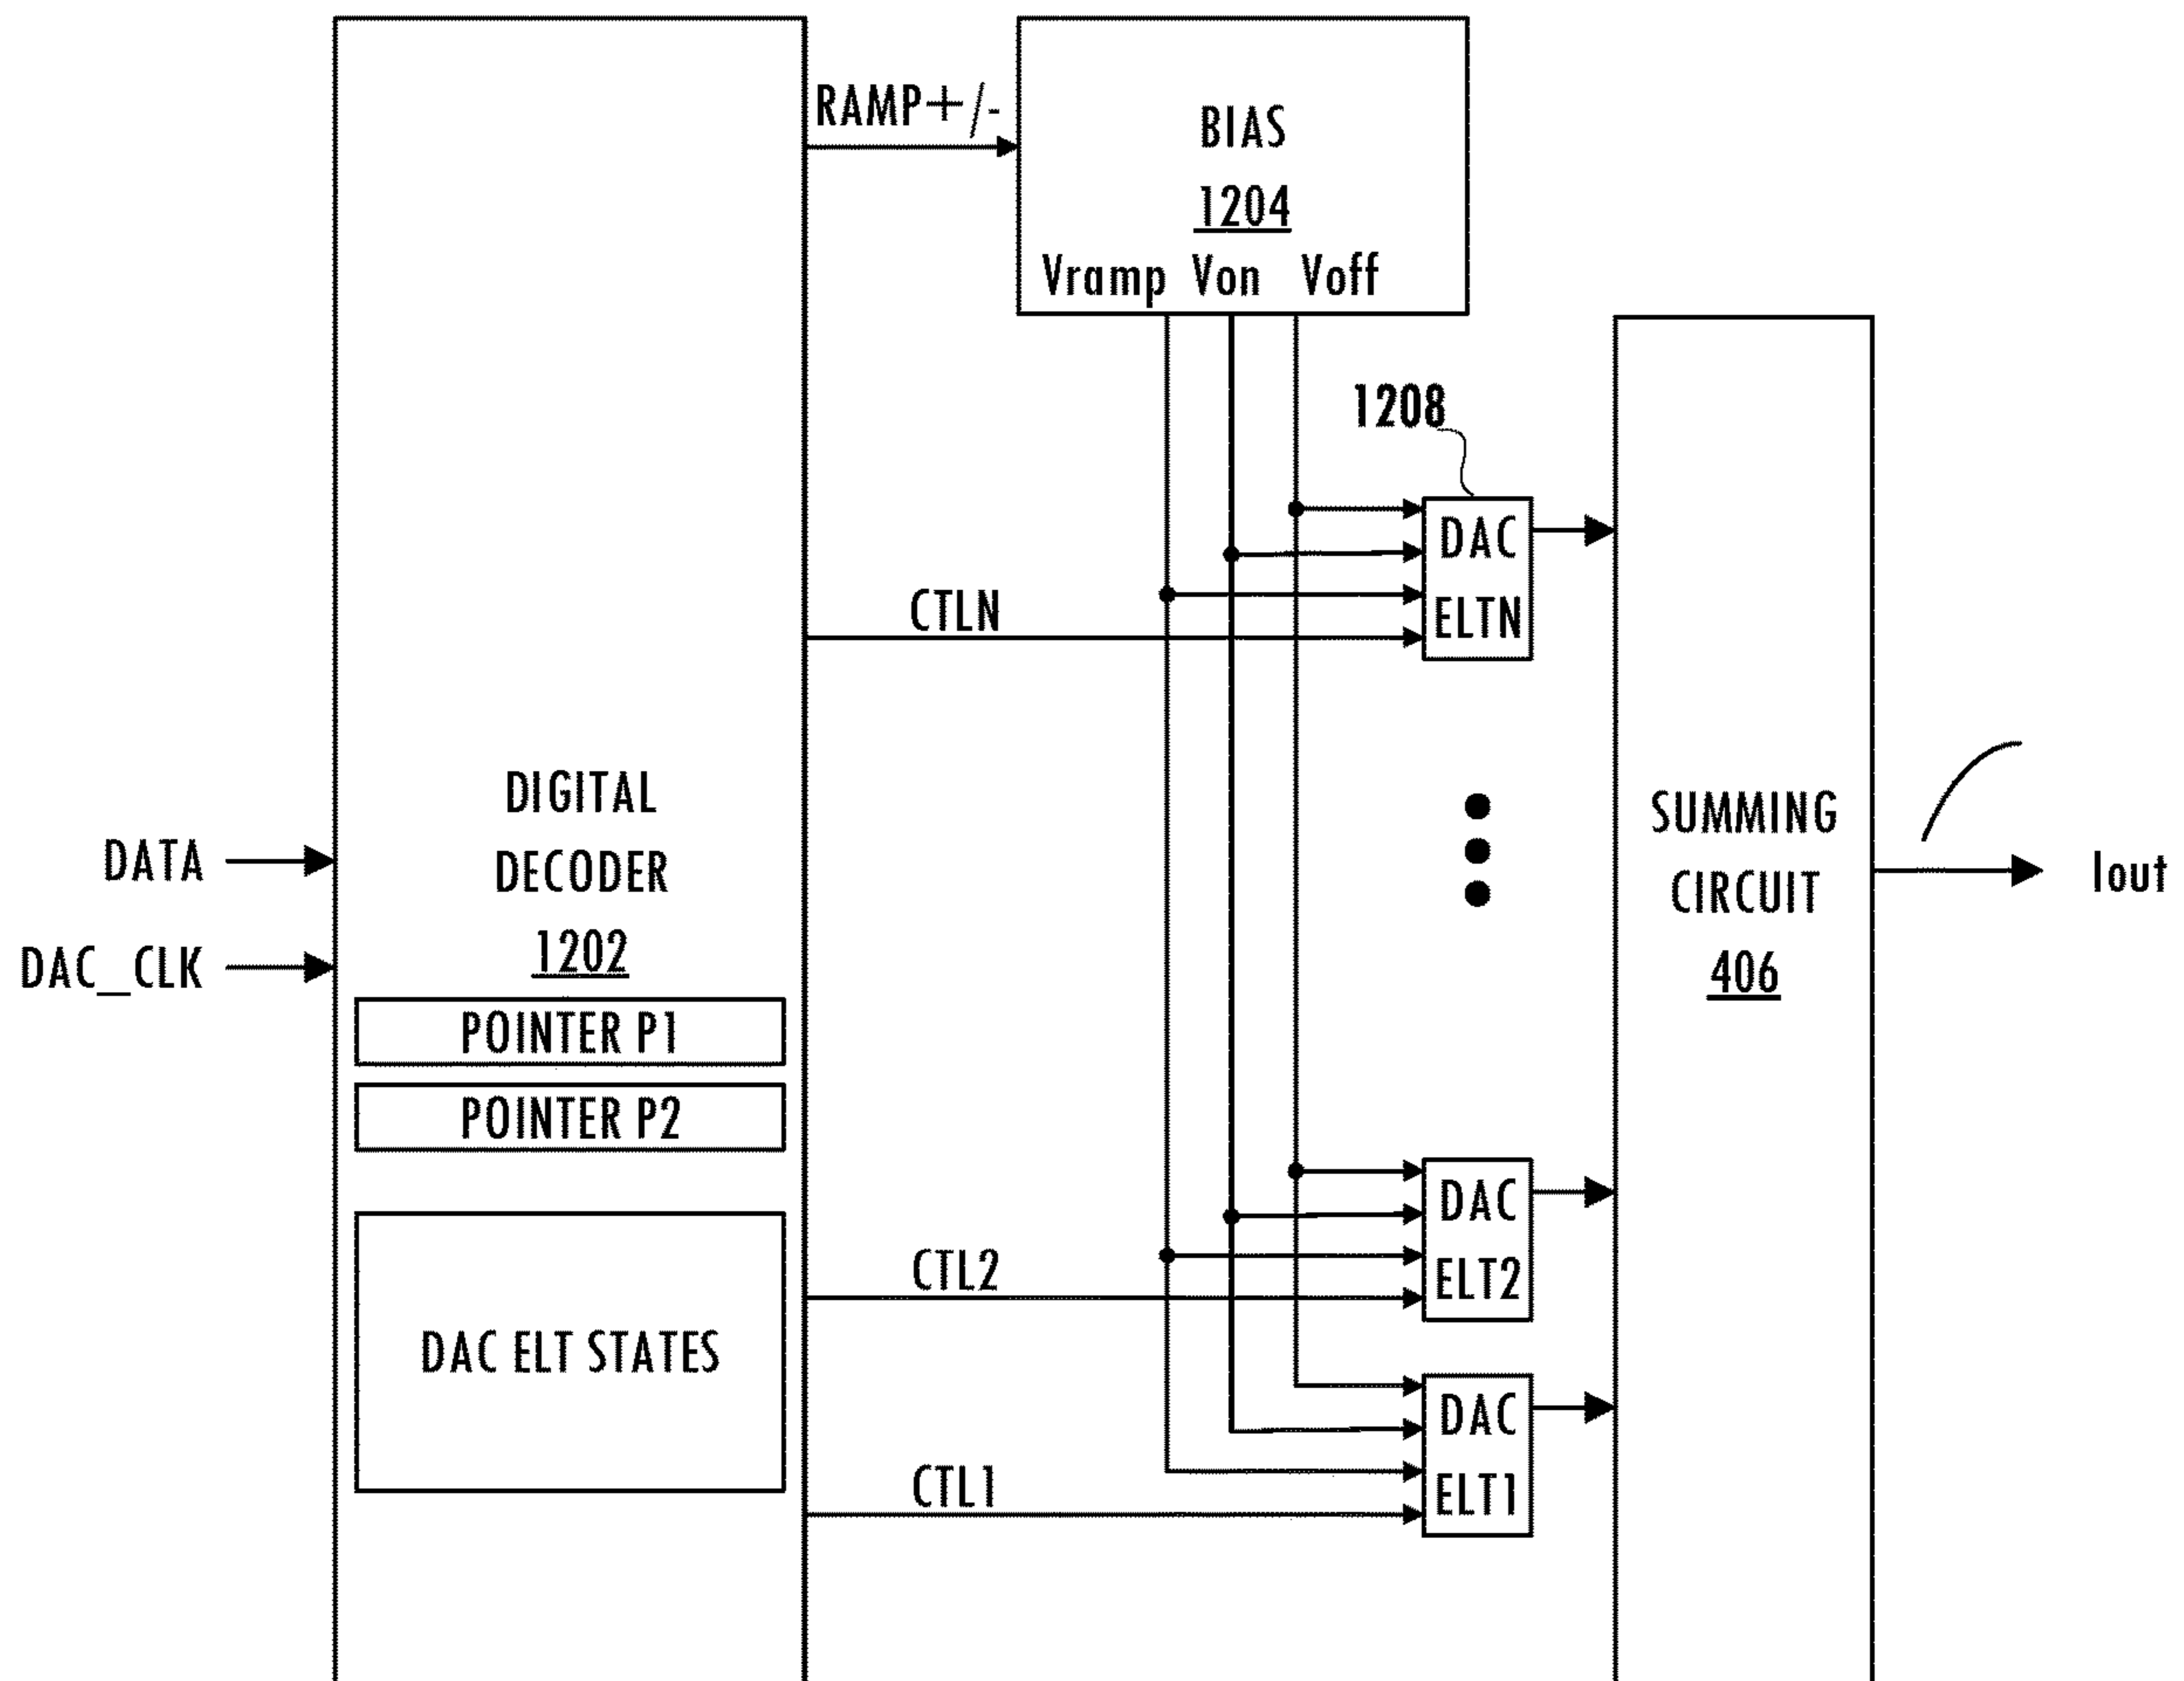 RAMP+/-
BIAS
1204
Vramp Von Voff
1208
DAC
ELTN
CTLN
DIGITAL
DECODER
1202
DATA
DAC_CLK
POINTER P1
POINTER P2
DAC ELT STATES
SUMMING
CIRCUIT
406
Iout
CTL2
DAC
ELT2
CTL1
DAC
ELT1